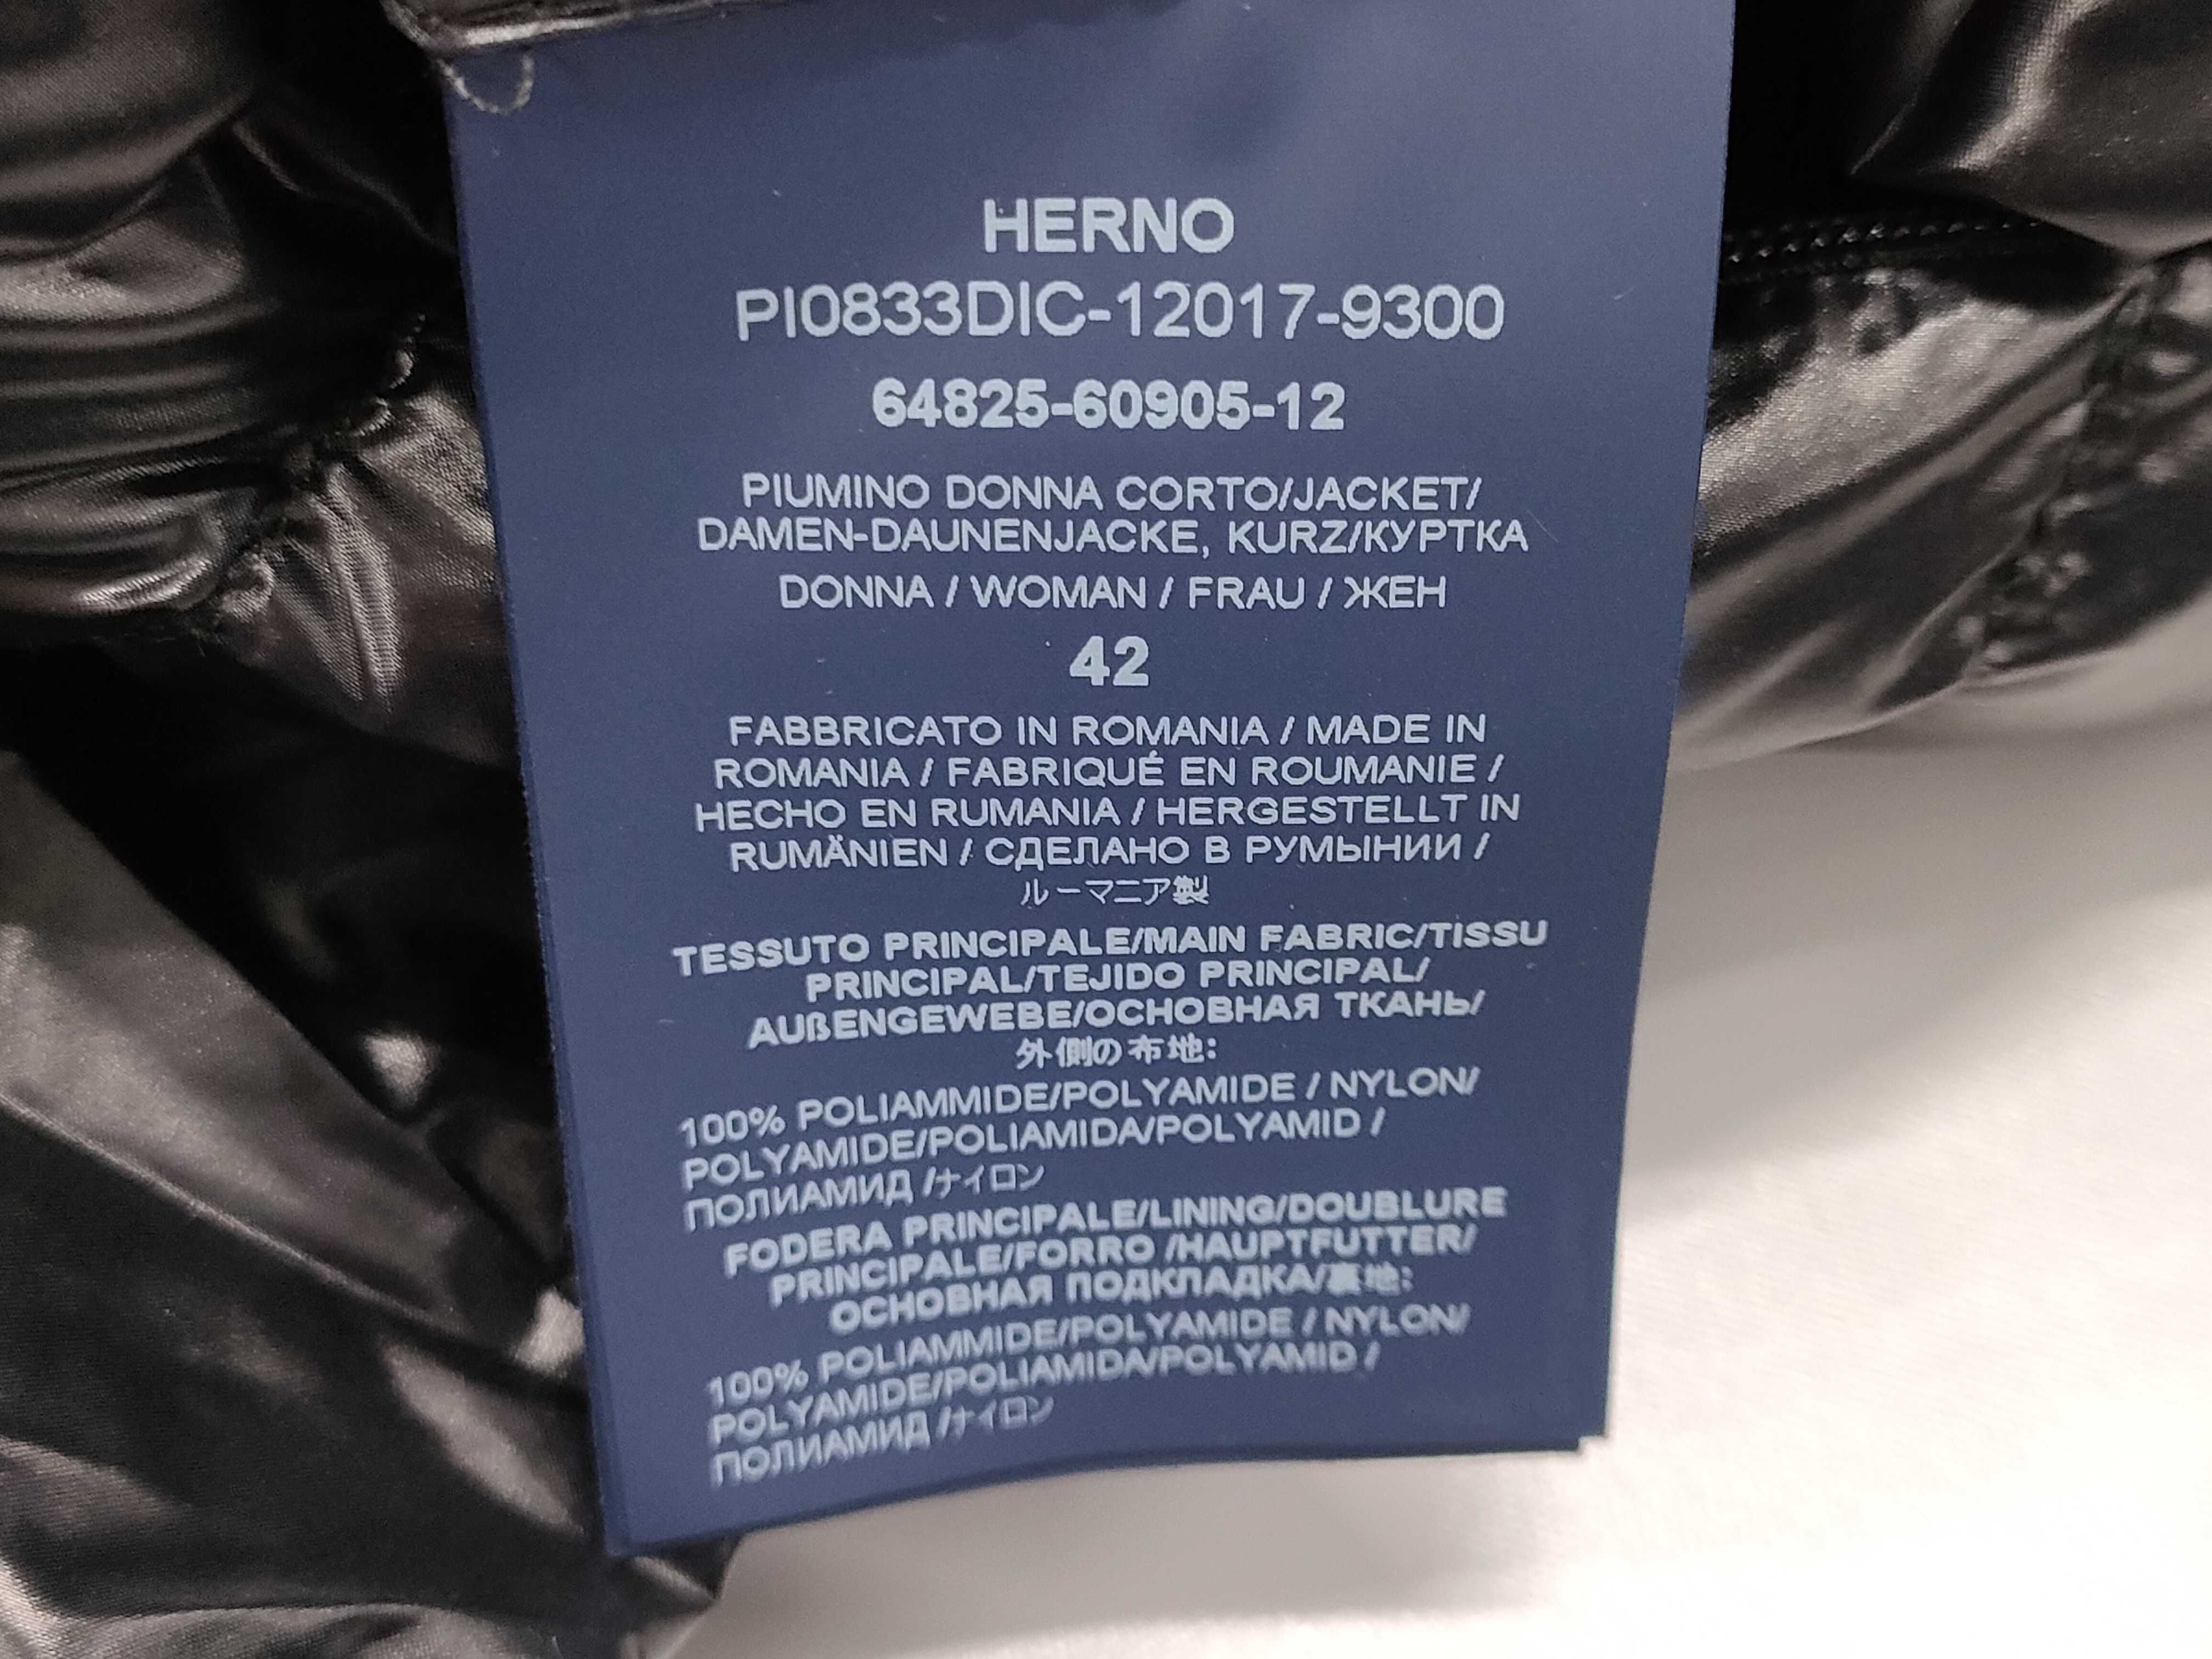 HERNO
PI0833DIC-12017-9300
64825-60905-12
PIUMINO DONNA CORTO/JACKET/
DAMEN-DAUNENJACKE, KURZ/КУРТКА
DONNA / WOMAN / FRAU / ЖЕН
42
FABBRICATO IN ROMANIA / MADE IN
ROMANIA / FABRIQUÉ EN ROUMANIE /
HECHO EN RUMANIA / HERGESTELLT IN
RUMÄNIEN / СДЕЛАНО В РУМЫНИИ /
ルーマニア製
TESSUTO PRINCIPALE/MAIN FABRIC/TISSU
PRINCIPAL/TEJIDO PRINCIPAL/
AUßENGEWEBE/ОСНОВНАЯ ТКАНЬ/
外側の布地:
100% POLIAMMIDE/POLYAMIDE / NYLON/
POLYAMIDE/POLIAMIDA/POLYAMID /
ПОЛИАМИД /ナイロン
FODERA PRINCIPALE/LINING/DOUBLURE
PRINCIPALE/FORRO /HAUPTFUTTER/
ОСНОВНАЯ ПОДКЛАДКА/裏地:
100% POLIAMMIDE/POLYAMIDE / NYLON/
POLYAMIDE/POLIAMIDA/POLYAMID /
ПОЛИАМИД /ナイロン